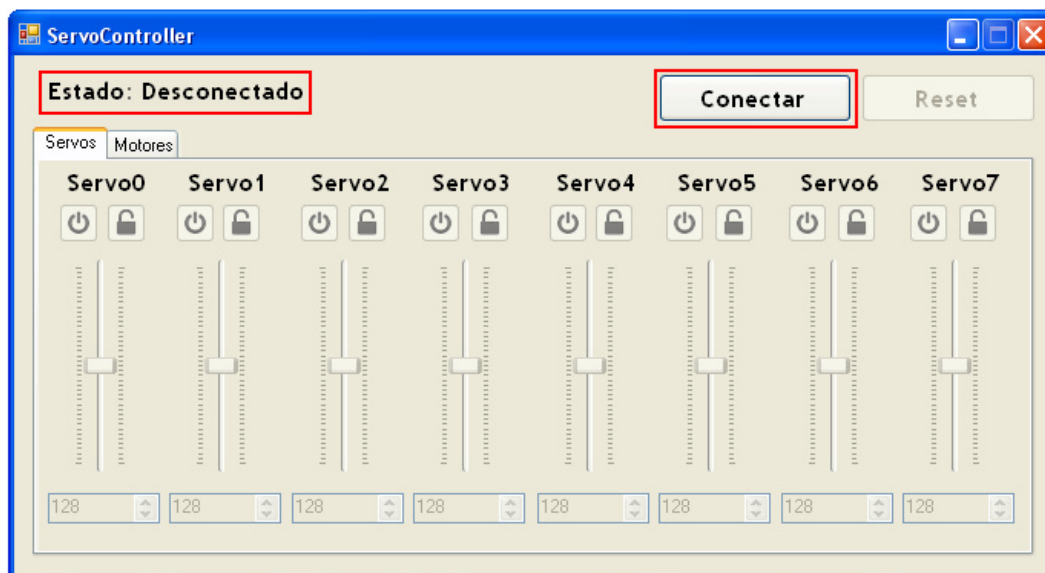 ServoController
Estado: Desconectado
Conectar
Reset
Servos Motores
Servo0 Servo1 Servo2 Servo3 Servo4 Servo5 Servo6 Servo7
128 128 128 128 128 128 128 128